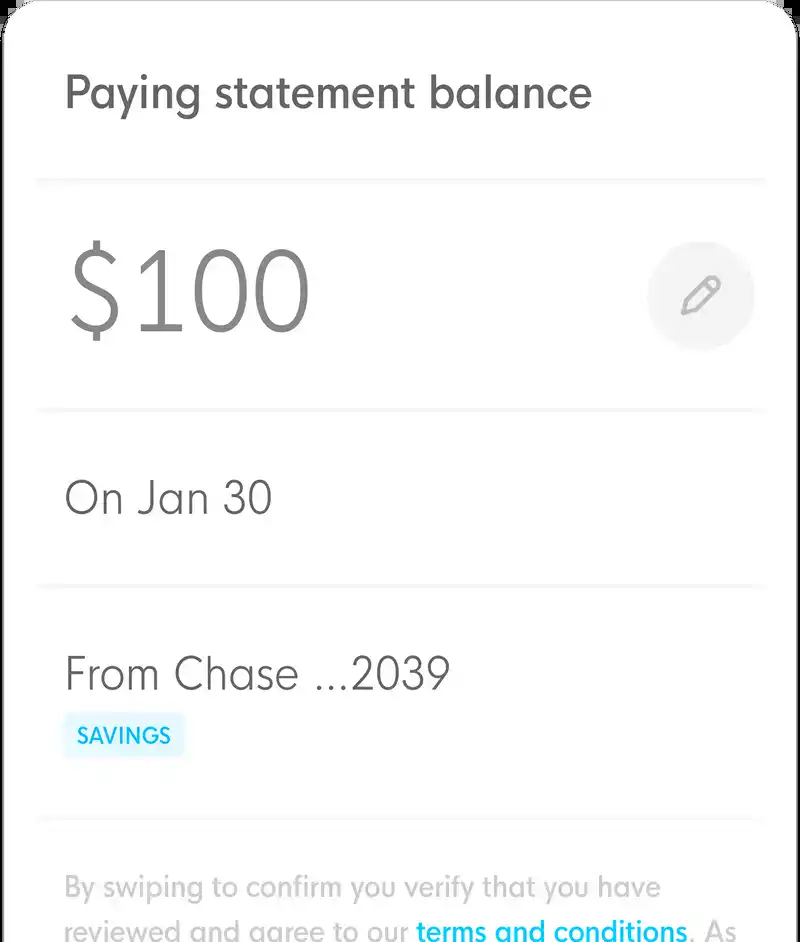 Paying statement balance
$100
On Jan 30
From Chase ...2039
SAVINGS
By swiping to confirm you verify that you have
reviewed and agree to our terms and conditions. As